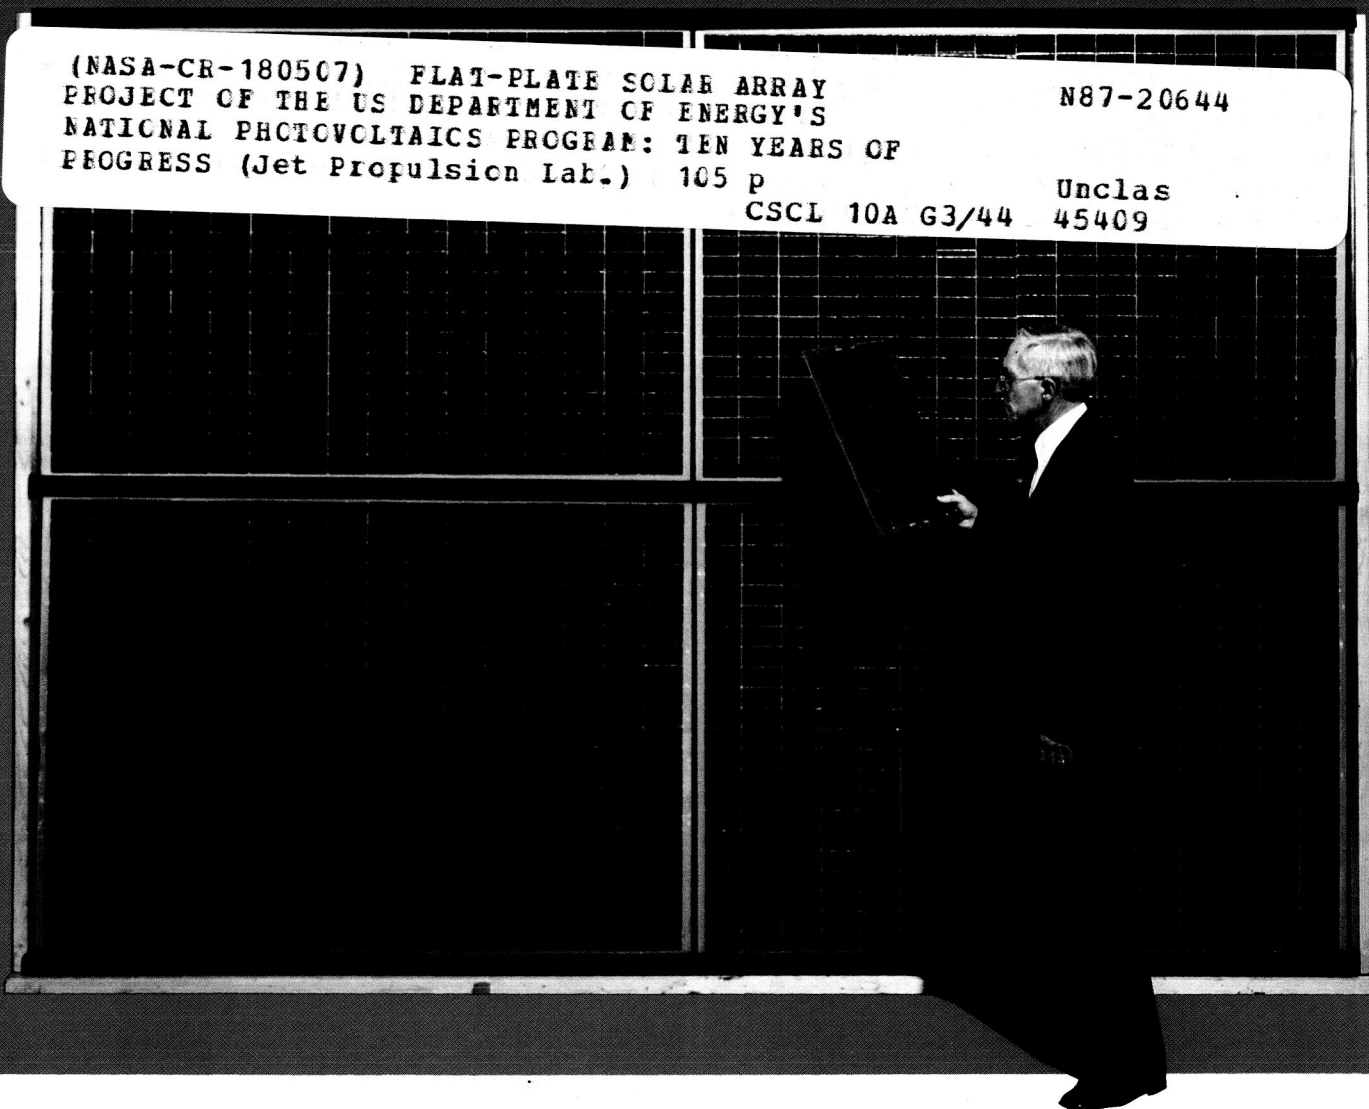 (NASA-CR-180507) FLAT-PLATE SOLAR ARRAY N87-20644
PROJECT OF THE US DEPARTMENT OF ENERGY'S
NATIONAL PHOTOVOLTAICS PROGRAM: TEN YEARS OF
PROGRESS (Jet Propulsion Lab.) 105 p Unclas
CSCL 10A G3/44 45409